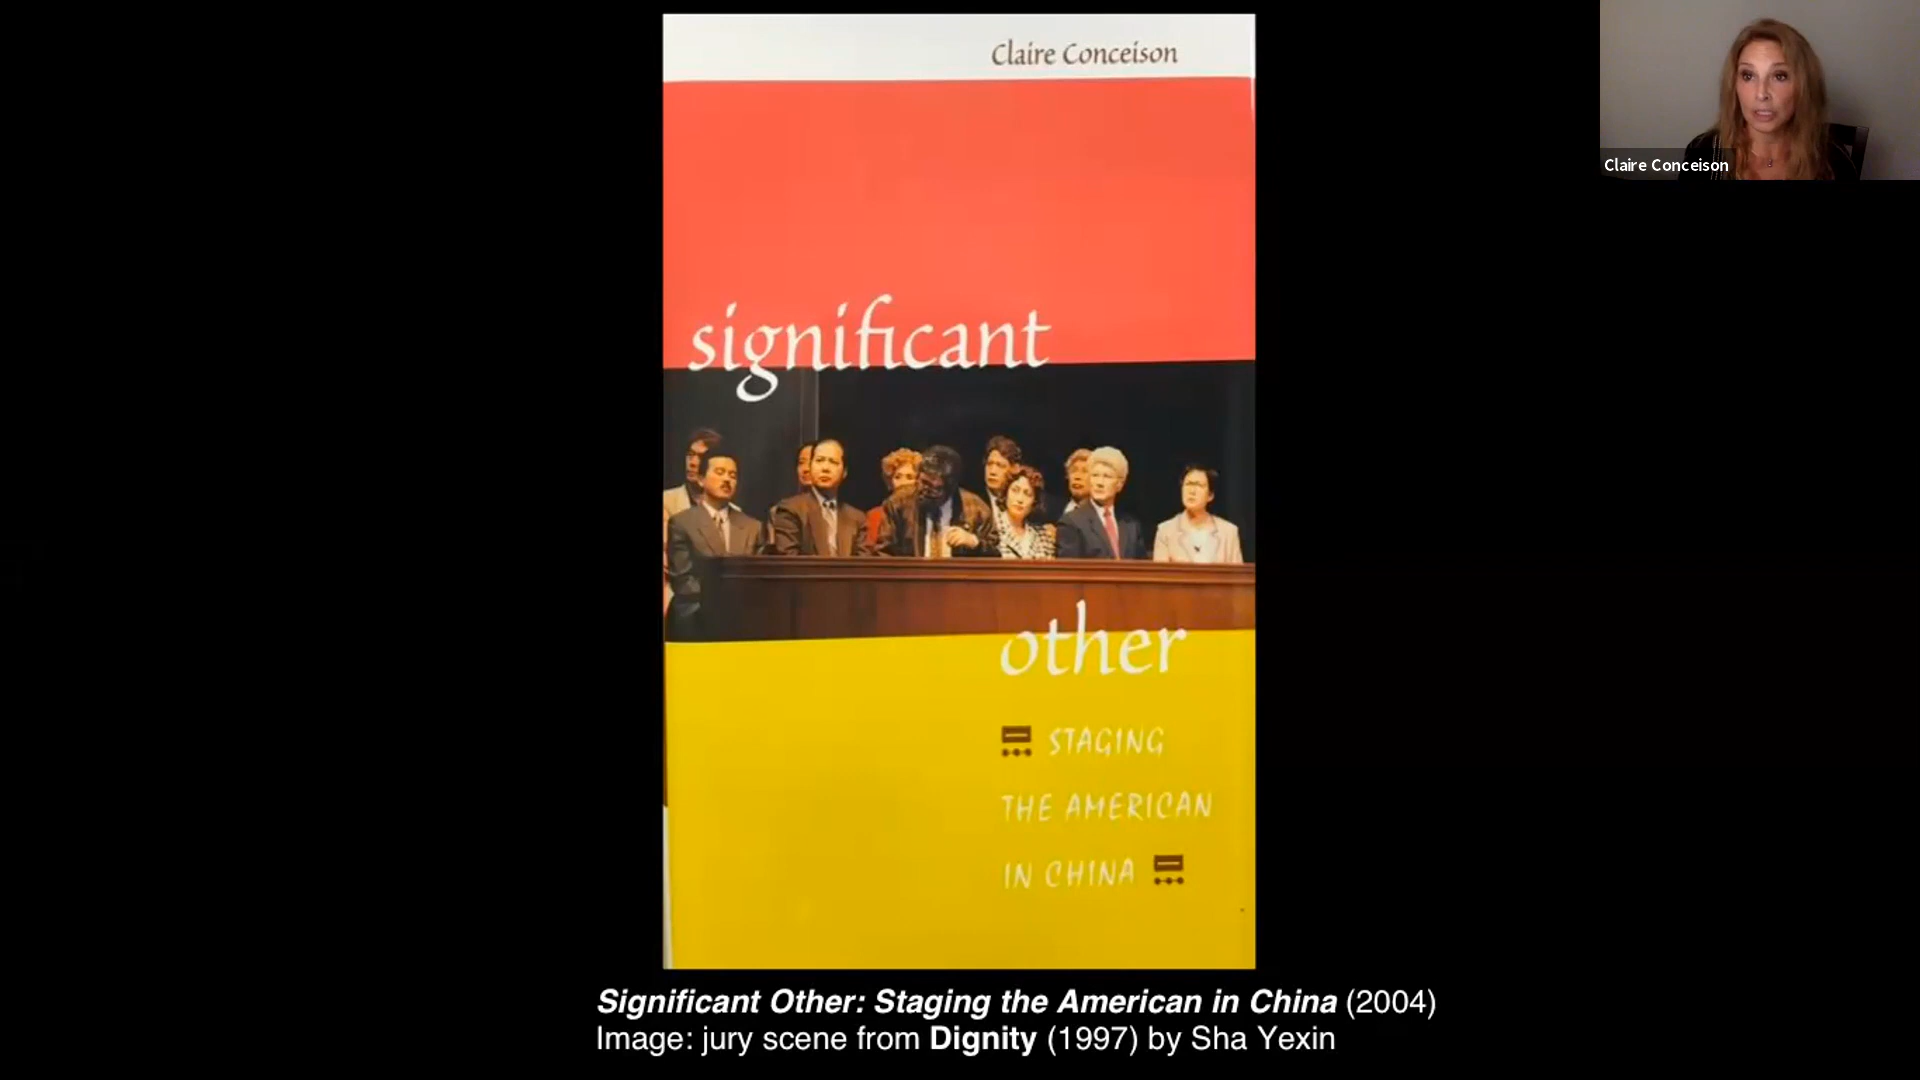 Claire Conceison
significant
other
STAGING
THE AMERICAN
IN CHINA
Significant Other: Staging the American in China (2004)
Image: jury scene from Dignity (1997) by Sha Yexin
Claire Conceison